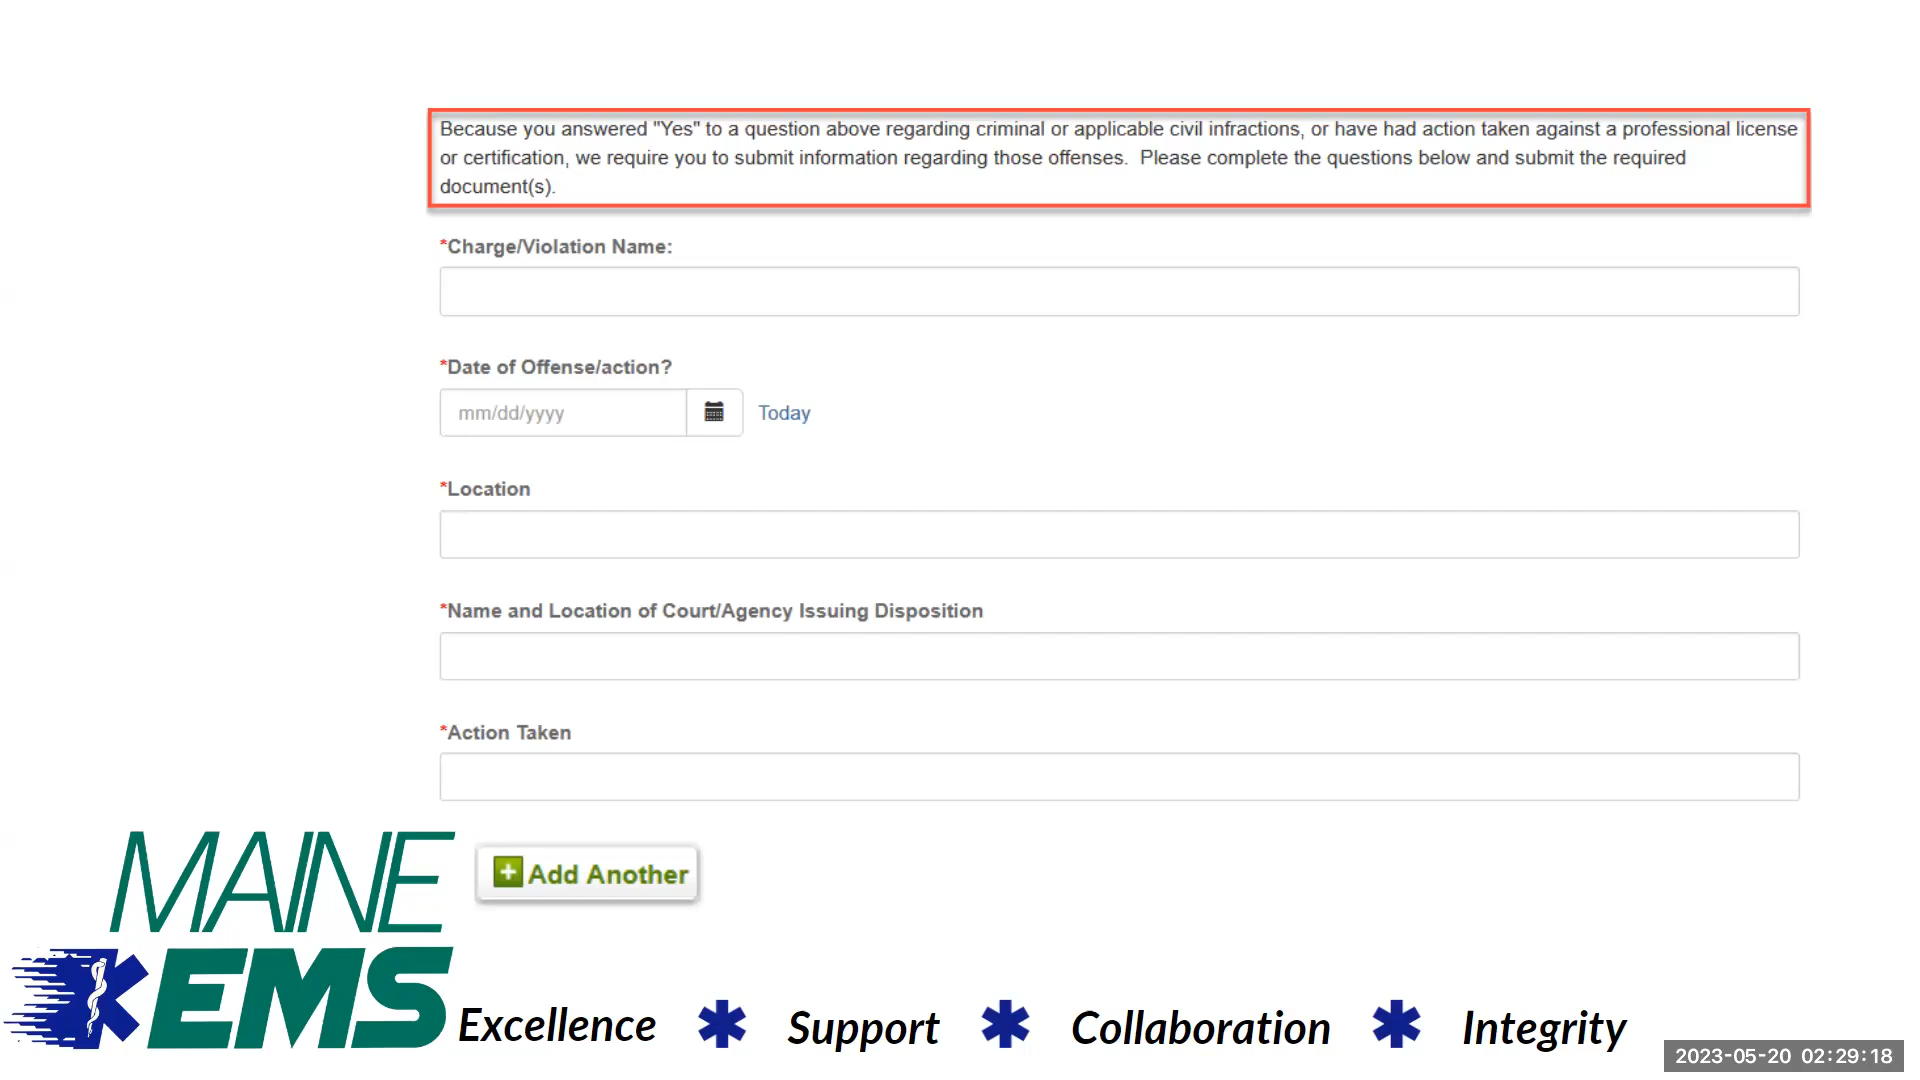 Because you answered "Yes" to a question above regarding criminal or applicable civil infractions, or have had action taken against a professional license
or certification, we require you to submit information regarding those offenses.  Please complete the questions below and submit the required
document(s).
*Charge/Violation Name:
*Date of Offense/action?
mm/dd/yyyy
Today
*Location
*Name and Location of Court/Agency Issuing Disposition
*Action Taken
Add Another
MAINE
EMS
Excellence * Support * Collaboration * Integrity
2023-05-20 02:29:18